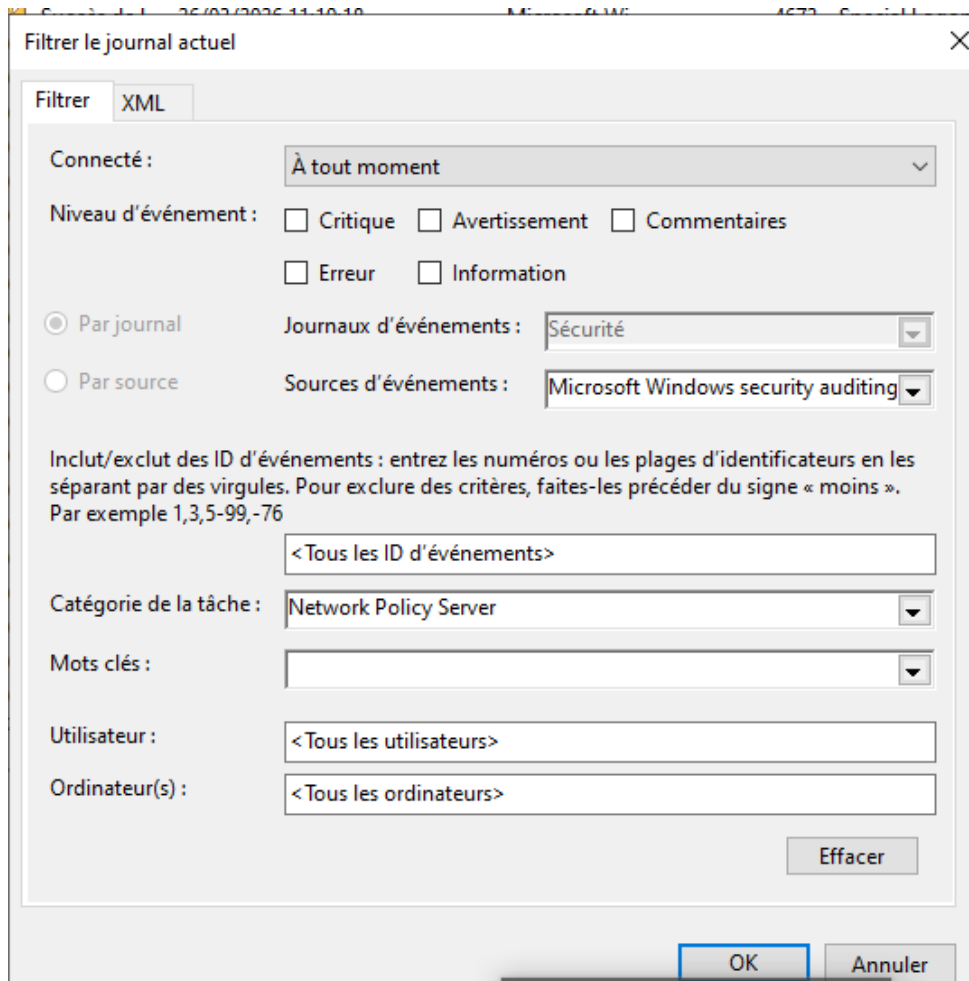 Filtrer le journal actuel
Filtrer XML
Connecté : À tout moment
Niveau d'événement : Critique Avertissement Commentaires
Erreur Information
Par journal Journaux d'événements : Sécurité
Par source Sources d'événements : Microsoft Windows security auditing
Inclut/exclut des ID d'événements : entrez les numéros ou les plages d'identificateurs en les
séparant par des virgules. Pour exclure des critères, faites-les précéder du signe « moins ».
Par exemple 1,3,5-99,-76
<Tous les ID d'événements>
Catégorie de la tâche : Network Policy Server
Mots clés :
Utilisateur : <Tous les utilisateurs>
Ordinateur(s) : <Tous les ordinateurs>
Effacer
OK Annuler